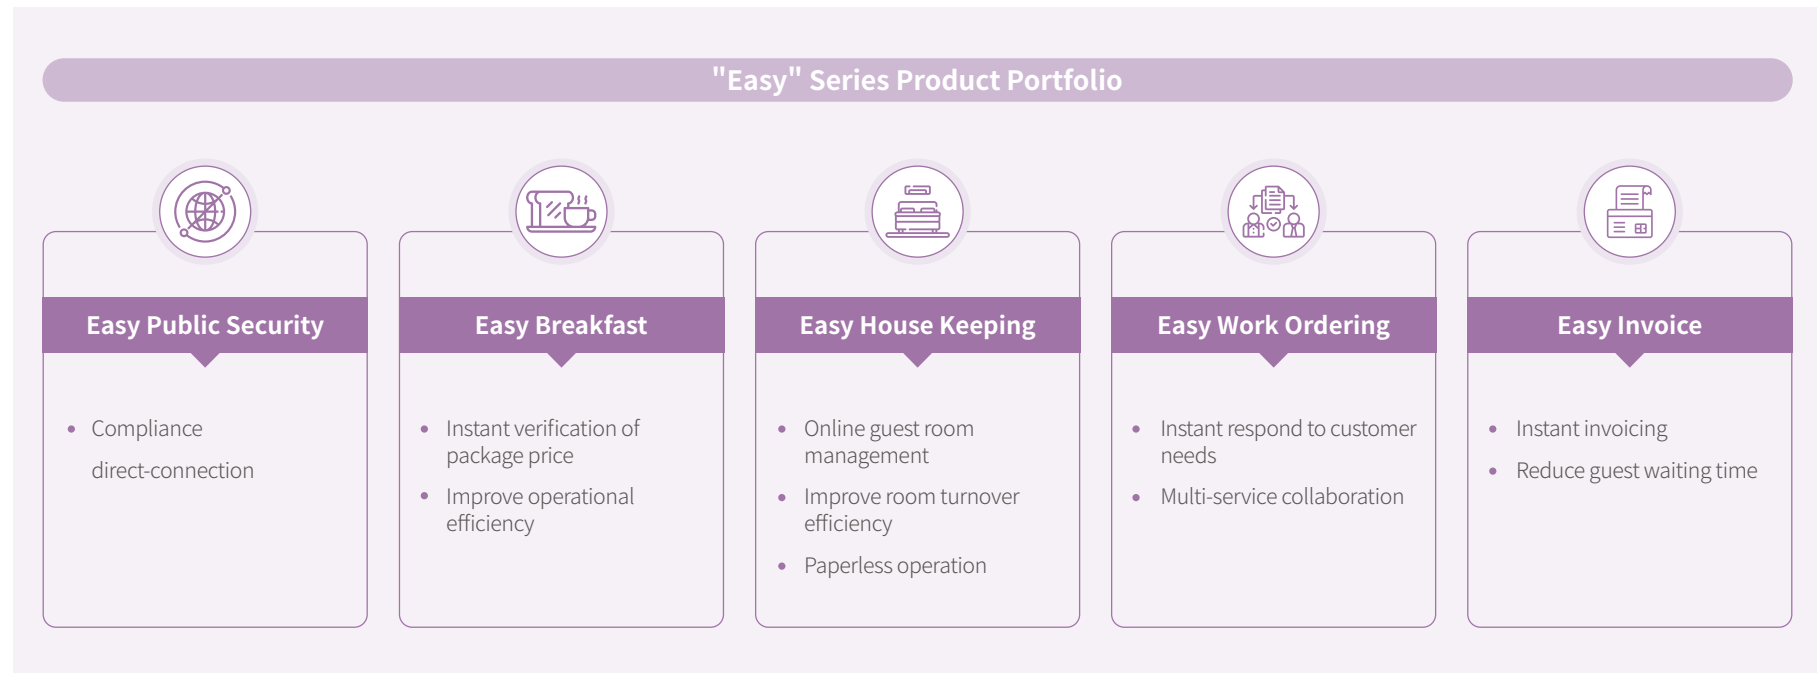 "Easy" Series Product Portfolio
Easy Public Security
• Compliance
direct-connection
Easy Breakfast
• Instant verification of
package price
• Improve operational
efficiency
Easy House Keeping
• Online guest room
management
• Improve room turnover
efficiency
• Paperless operation
Easy Work Ordering
• Instant respond to customer
needs
• Multi-service collaboration
Easy Invoice
• Instant invoicing
• Reduce guest waiting time